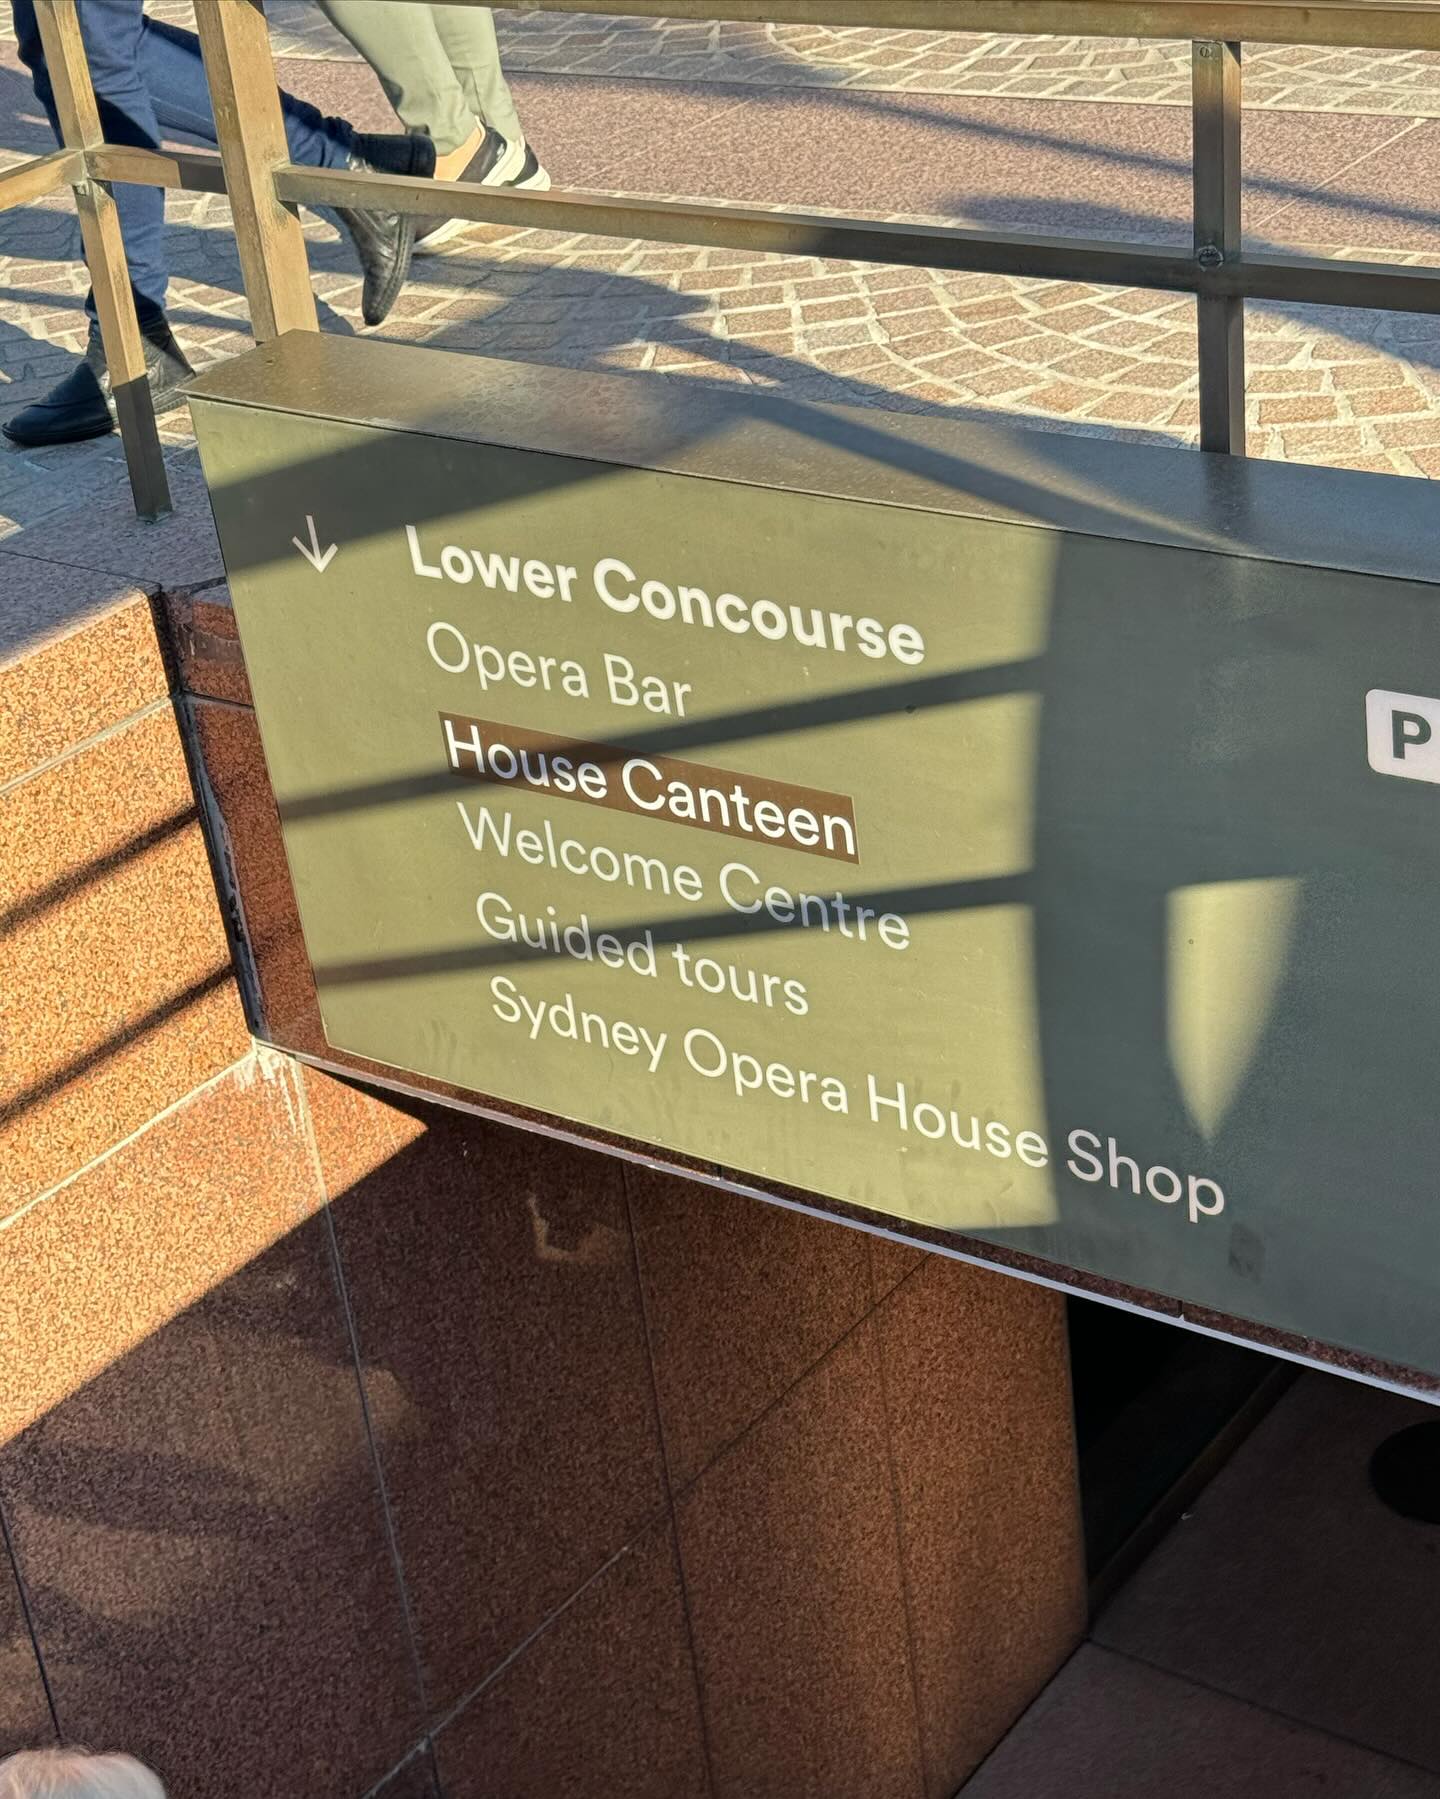 ↓ Lower Concourse
Opera Bar
House Canteen
Welcome Centre
Guided tours
Sydney Opera House Shop
P